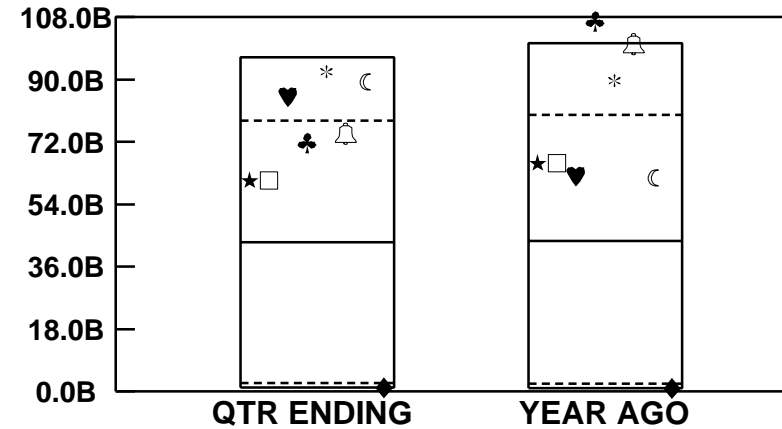 108.0B
90.0B
72.0B
54.0B
36.0B
18.0B
0.0B
QTR ENDING YEAR AGO